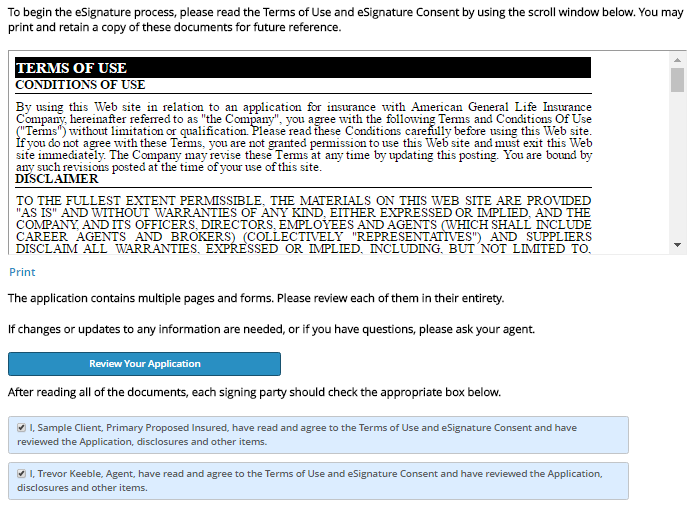 To begin the eSignature process, please read the Terms of Use and eSignature Consent by using the scroll window below. You may
print and retain a copy of these documents for future reference.
TERMS OF USE
CONDITIONS OF USE
By using this Web site in relation to an application for insurance with American General Life Insurance
Company, hereinafter referred to as "the Company", you agree with the following Terms and Conditions Of Use
("Terms") without limitation or qualification. Please read these Conditions carefully before using this Web site.
If you do not agree with these Terms, you are not granted permission to use this Web site and must exit this Web
site immediately. The Company may revise these Terms at any time by updating this posting. You are bound by
any such revisions posted at the time of your use of this site.
DISCLAIMER
TO THE FULLEST EXTENT PERMISSIBLE, THE MATERIALS ON THIS WEB SITE ARE PROVIDED
"AS IS" AND WITHOUT WARRANTIES OF ANY KIND, EITHER EXPRESSED OR IMPLIED, AND THE
COMPANY, AND ITS OFFICERS, DIRECTORS, EMPLOYEES AND AGENTS (WHICH SHALL INCLUDE
CAREER AGENTS AND BROKERS) (COLLECTIVELY "REPRESENTATIVES") AND SUPPLIERS
DISCLAIM ALL WARRANTIES, EXPRESSED OR IMPLIED, INCLUDING, BUT NOT LIMITED TO,
Print
The application contains multiple pages and forms. Please review each of them in their entirety.
If changes or updates to any information are needed, or if you have questions, please ask your agent.
Review Your Application
After reading all of the documents, each signing party should check the appropriate box below.
I, Sample Client, Primary Proposed Insured, have read and agree to the Terms of Use and eSignature Consent and have
reviewed the Application, disclosures and other items.
I, Trevor Keeble, Agent, have read and agree to the Terms of Use and eSignature Consent and have reviewed the Application,
disclosures and other items.